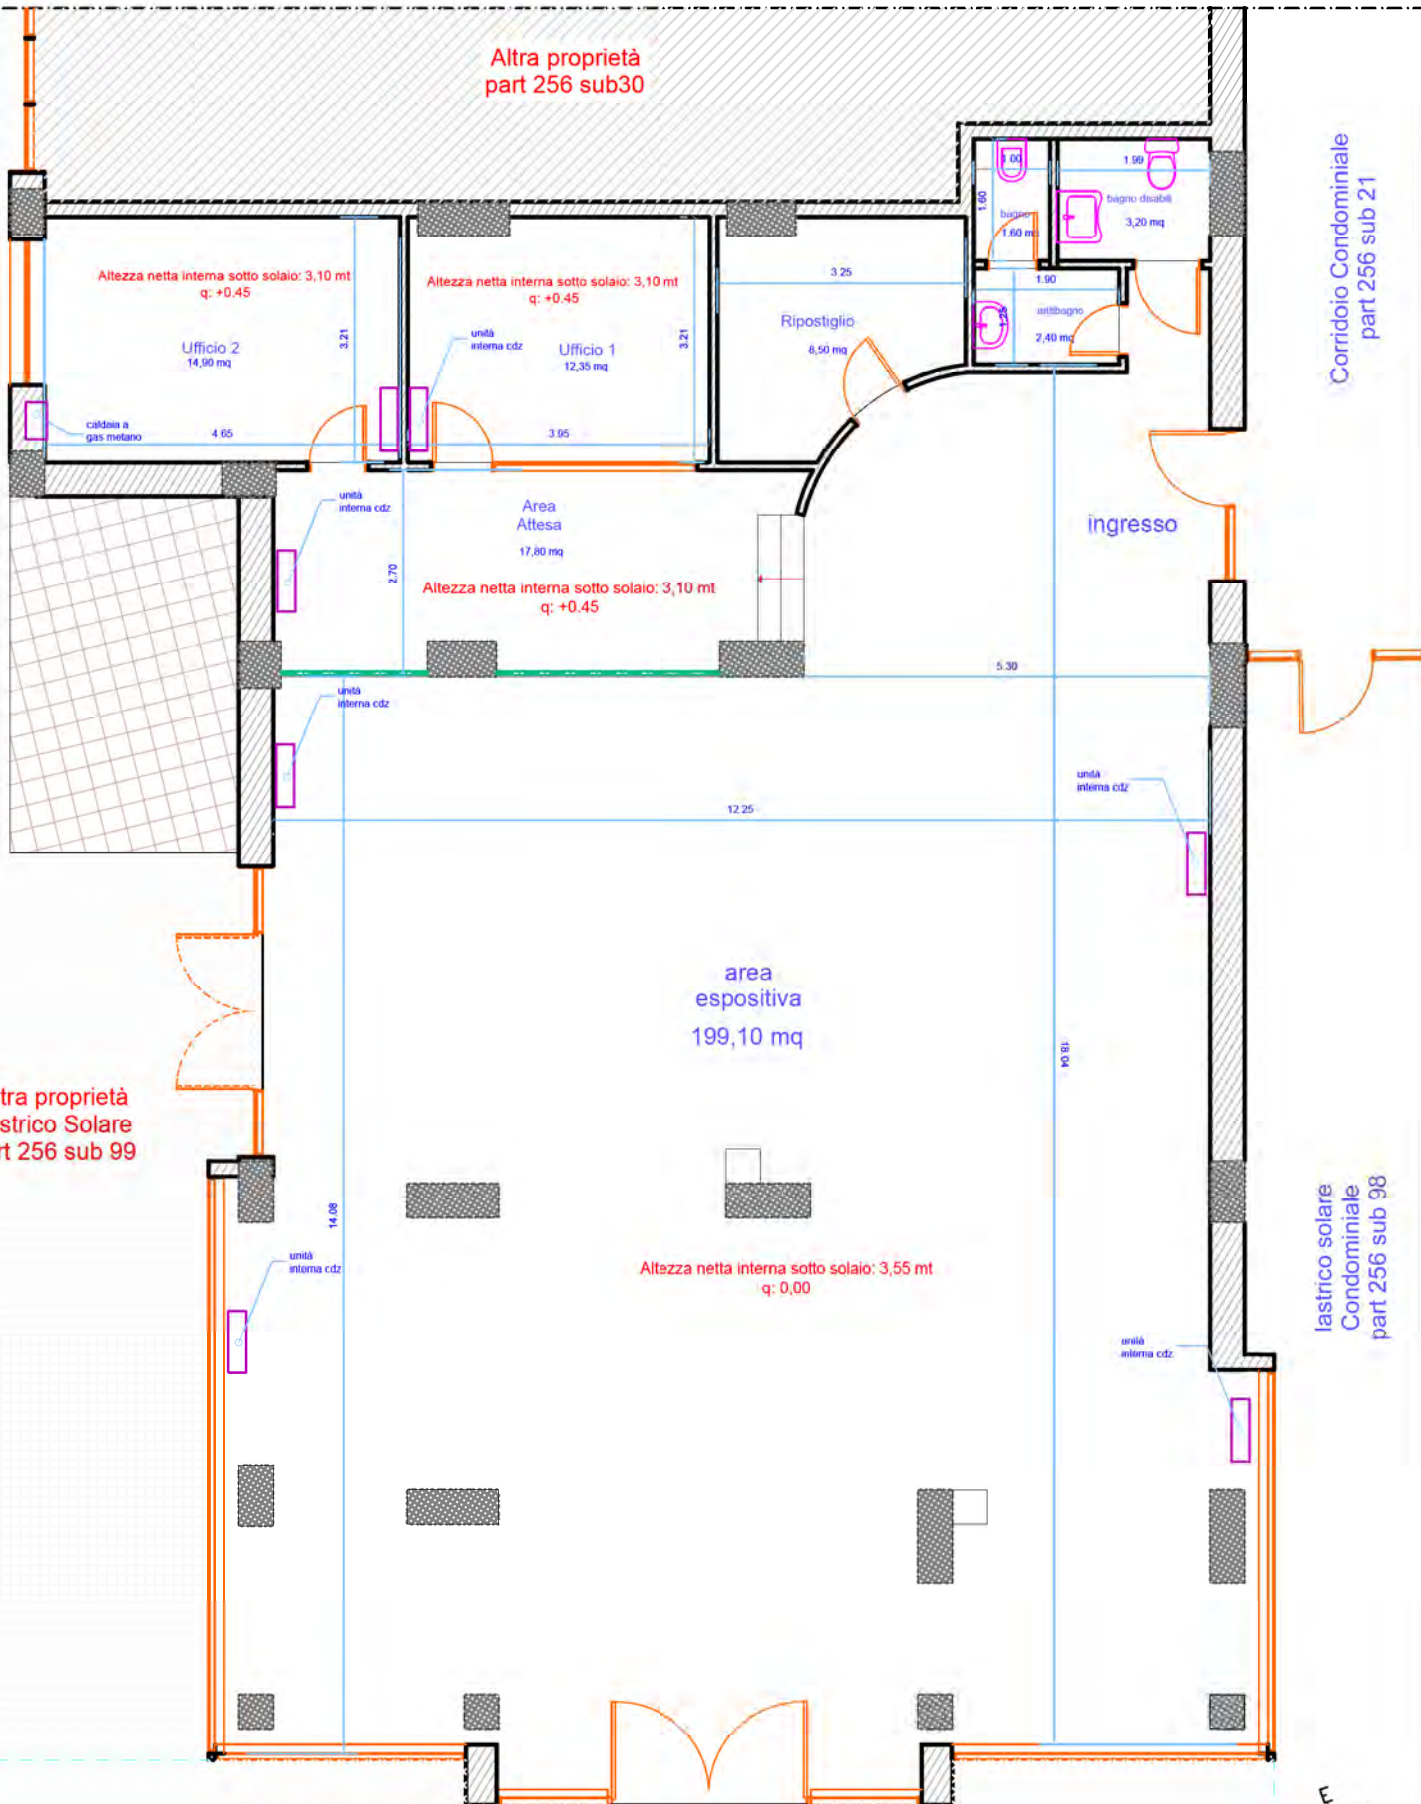 Altra proprietà
part 256 sub30
Corridoio Condominiale
part 256 sub 21
1.00
1.60
bagno
1.60 mq
1.99
bagno disabili
3,20 mq
1.90
1.25
antibagno
2,40 mq
Altezza netta interna sotto solaio: 3,10 mt
q: +0.45
Ufficio 2
14,90 mq
3.21
caldaia a
gas metano
4.65
Altezza netta interna sotto solaio: 3,10 mt
q: +0.45
unità
interna cdz
Ufficio 1
12,35 mq
3.21
3.95
3.25
Ripostiglio
8,50 mq
unità
interna cdz
Area
Attesa
17,80 mq
2.70
Altezza netta interna sotto solaio: 3,10 mt
q: +0.45
ingresso
5.30
unità
interna cdz
unità
interna cdz
12.25
area
espositiva
199,10 mq
18.04
tra proprietà
strico Solare
rt 256 sub 99
14.08
unità
interna cdz
Altezza netta interna sotto solaio: 3,55 mt
q: 0,00
lastrico solare
Condominiale
part 256 sub 98
unità
interna cdz
E